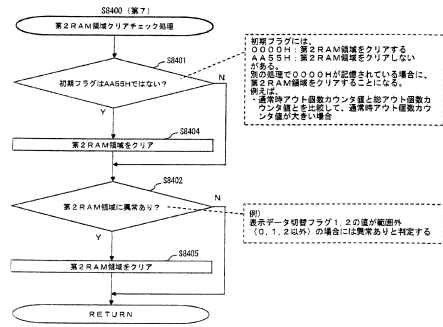 S8400（第7）
第2RAM領域クリアチェック処理
S8401
初期フラグはAA55Hではない？
N
Y
S8404
第2RAM領域をクリア
S8402
第2RAM領域に異常あり？
N
Y
S8405
第2RAM領域をクリア
RETURN
初期フラグには、
0000H：第2RAM領域をクリアする
AA55H：第2RAM領域をクリアしない
がある。
別の処理で0000Hが記憶されている場合に、
第2RAM領域をクリアすることになる。
例えば、
・通常時アウト個数カウンタ値と総アウト個数カ
ウンタ値とを比較して、通常時アウト個数カウ
ンタ値が大きい場合
例）
表示データ切替フラグ1，2の値が範囲外
（0，1，2以外）の場合には異常ありと判定する